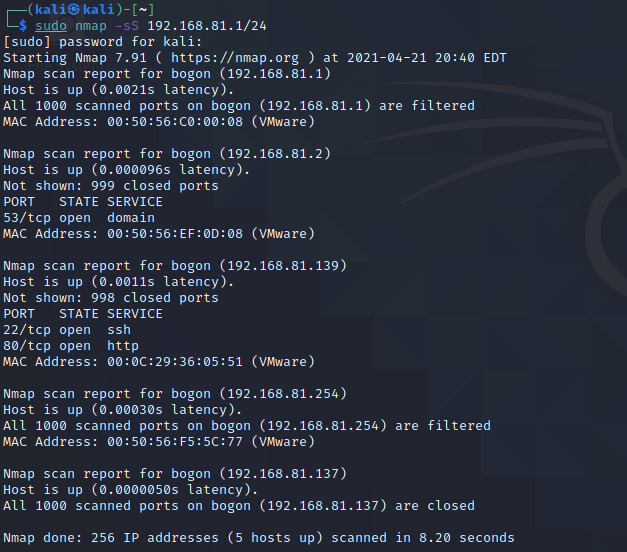 ┌──(kali㉿kali)-[~]
└─$ sudo nmap -sS 192.168.81.1/24
[sudo] password for kali:
Starting Nmap 7.91 ( https://nmap.org ) at 2021-04-21 20:40 EDT
Nmap scan report for bogon (192.168.81.1)
Host is up (0.0021s latency).
All 1000 scanned ports on bogon (192.168.81.1) are filtered
MAC Address: 00:50:56:C0:00:08 (VMware)

Nmap scan report for bogon (192.168.81.2)
Host is up (0.000096s latency).
Not shown: 999 closed ports
PORT   STATE SERVICE
53/tcp open  domain
MAC Address: 00:50:56:EF:0D:08 (VMware)

Nmap scan report for bogon (192.168.81.139)
Host is up (0.0011s latency).
Not shown: 998 closed ports
PORT   STATE SERVICE
22/tcp open  ssh
80/tcp open  http
MAC Address: 00:0C:29:36:05:51 (VMware)

Nmap scan report for bogon (192.168.81.254)
Host is up (0.00030s latency).
All 1000 scanned ports on bogon (192.168.81.254) are filtered
MAC Address: 00:50:56:F5:5C:77 (VMware)

Nmap scan report for bogon (192.168.81.137)
Host is up (0.0000050s latency).
All 1000 scanned ports on bogon (192.168.81.137) are closed

Nmap done: 256 IP addresses (5 hosts up) scanned in 8.20 seconds